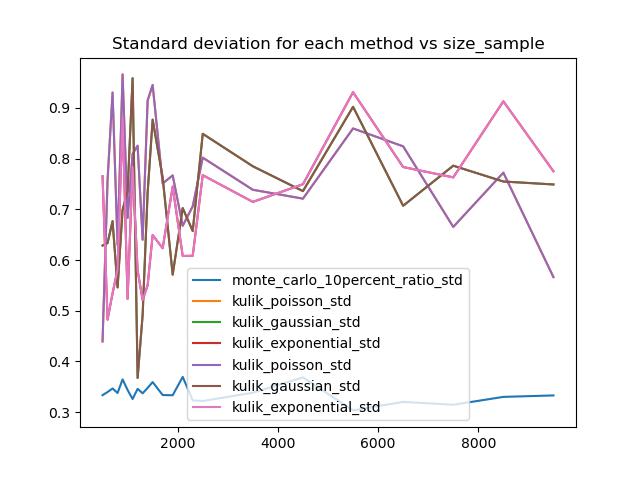 Standard deviation for each method vs size_sample
0.9
0.8
0.7
0.6
0.5
0.4
0.3
monte_carlo_10percent_ratio_std
kulik_poisson_std
kulik_gaussian_std
kulik_exponential_std
kulik_poisson_std
kulik_gaussian_std
kulik_exponential_std
2000 4000 6000 8000